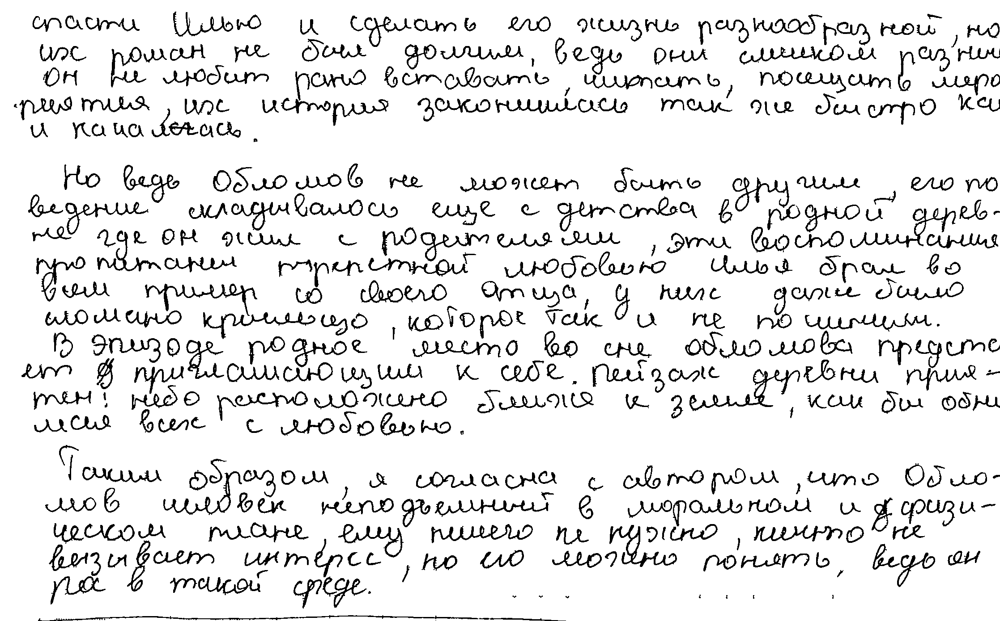 спасти Илью и сделать его жизнь разнообразной, но
их роман не был долгим, ведь они слишком разн
он не любит рано вставать, читать, посещать меро
приятия, их история закончилась так же быстро ка
и началась.
Но ведь Обломов не может быть другим, его по
ведение складывалось еще с детства в родной дерев-
не где он жил с родителями, эти воспоминания
пропитаны любовью Илья брал во
всем пример со своего отца, у них даже было
сломано крыльцо, которое так и не починили.
В эпизоде родное место во сне обломова предста
ет приглашающим к себе. Пейзаж деревни прия-
тен: небо расположено ближе к земле, как бы обни
мая всех с любовью.
Таким образом, я согласна с автором, что Обло-
мов человек неподъемный в моральном и физи-
ческом плане, ему ничего не нужно, ничто не
вызывает интерес, но его можно понять, ведь он
рос в такой среде.